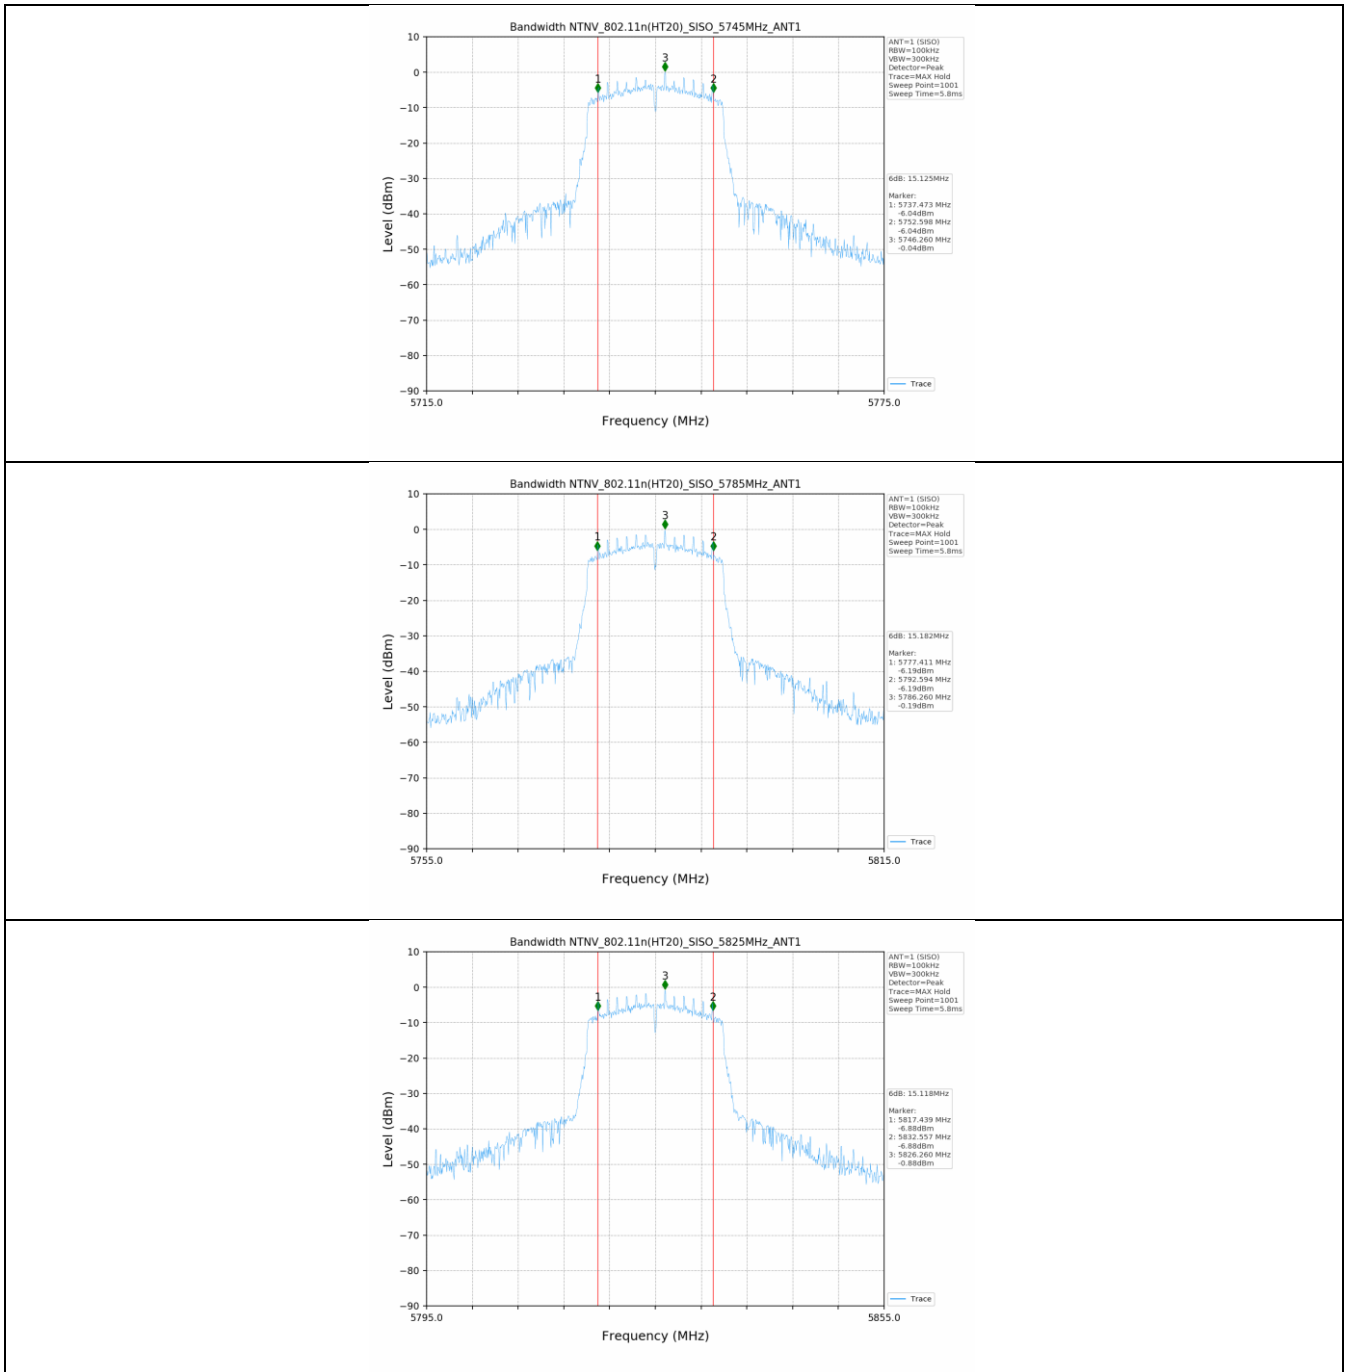 Bandwidth NTNV_802.11n(HT20)_SISO_5745MHz_ANT1
10
0
−10
−20
−30
−40
−50
−60
−70
−80
−90
Level (dBm)
1
3
2
5715.0
5775.0
Frequency (MHz)
ANT=1 (SISO)
RBW=100kHz
VBW=300kHz
Detector=Peak
Trace=MAX Hold
Sweep Point=1001
Sweep Time=5.8ms
6dB: 15.125MHz
Marker:
1: 5737.473 MHz
-6.04dBm
2: 5752.598 MHz
-6.04dBm
3: 5746.260 MHz
-0.04dBm
Trace
Bandwidth NTNV_802.11n(HT20)_SISO_5785MHz_ANT1
10
0
−10
−20
−30
−40
−50
−60
−70
−80
−90
Level (dBm)
1
3
2
5755.0
5815.0
Frequency (MHz)
ANT=1 (SISO)
RBW=100kHz
VBW=300kHz
Detector=Peak
Trace=MAX Hold
Sweep Point=1001
Sweep Time=5.8ms
6dB: 15.182MHz
Marker:
1: 5777.411 MHz
-6.19dBm
2: 5792.594 MHz
-6.19dBm
3: 5786.260 MHz
-0.19dBm
Trace
Bandwidth NTNV_802.11n(HT20)_SISO_5825MHz_ANT1
10
0
−10
−20
−30
−40
−50
−60
−70
−80
−90
Level (dBm)
1
3
2
5795.0
5855.0
Frequency (MHz)
ANT=1 (SISO)
RBW=100kHz
VBW=300kHz
Detector=Peak
Trace=MAX Hold
Sweep Point=1001
Sweep Time=5.8ms
6dB: 15.118MHz
Marker:
1: 5817.439 MHz
-6.88dBm
2: 5832.557 MHz
-6.88dBm
3: 5826.260 MHz
-0.88dBm
Trace